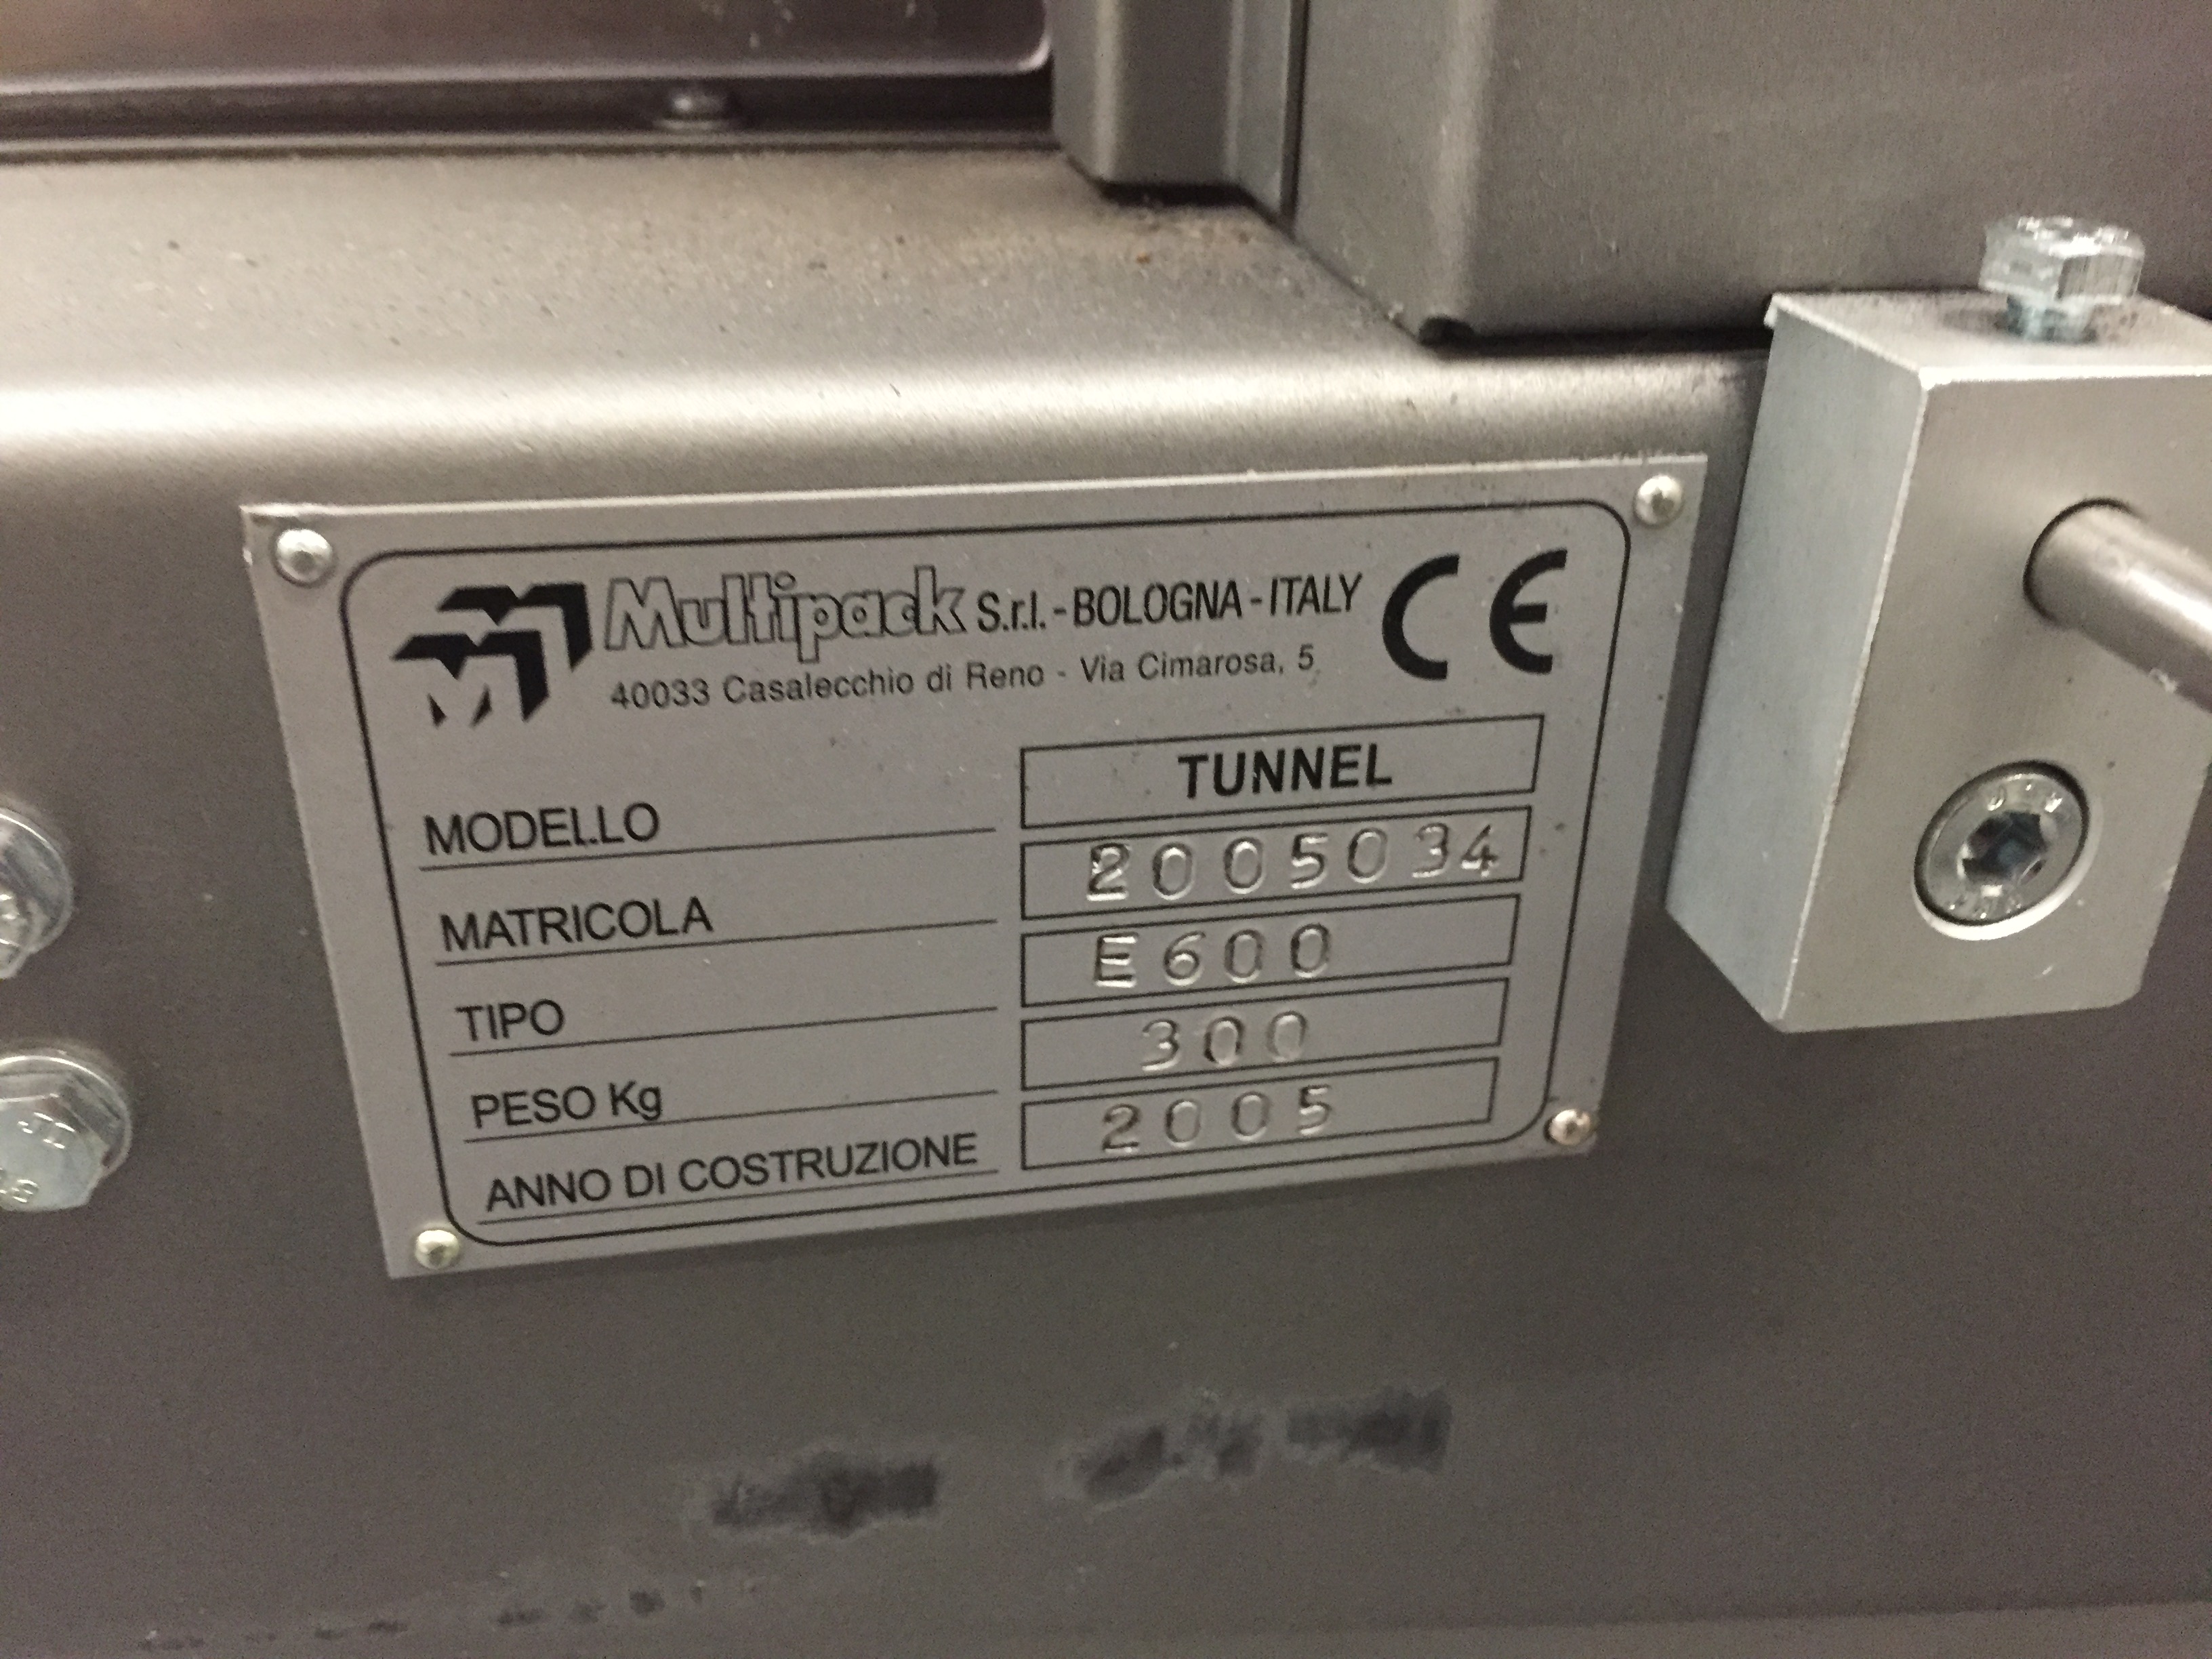 Multipack S.r.l. - BOLOGNA - ITALY CE
40033 Casalecchio di Reno - Via Cimarosa, 5
MODELLO TUNNEL
MATRICOLA 2005034
TIPO E600
PESO Kg 300
ANNO DI COSTRUZIONE 2005